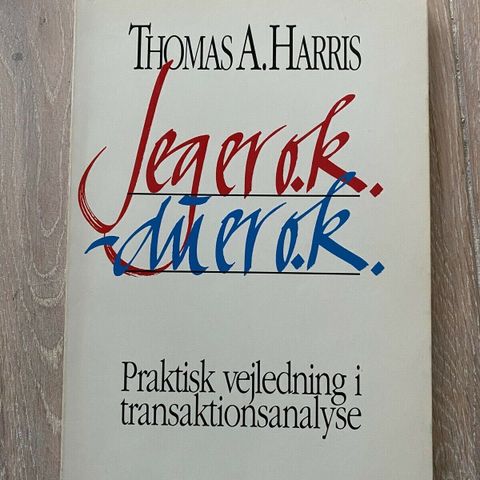 THOMAS A. HARRIS
Jeg er o.k.
-du er o.k.
Praktisk vejledning i
transaktionsanalyse